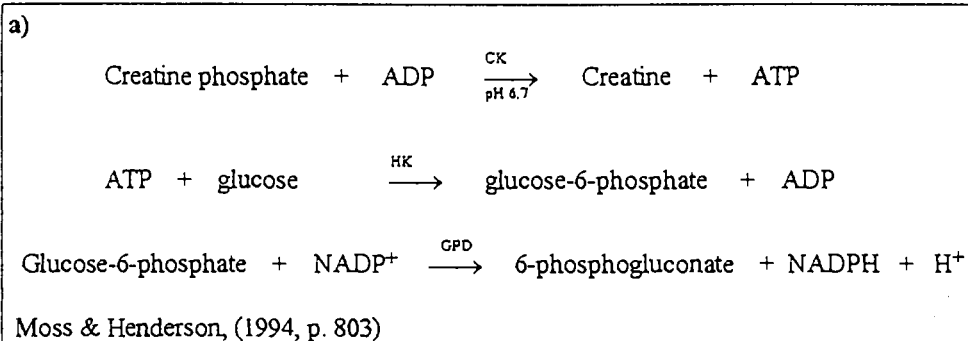 a)
CK
Creatine phosphate + ADP ⟶ Creatine + ATP
pH 6.7
HK
ATP + glucose ⟶ glucose-6-phosphate + ADP
GPD
Glucose-6-phosphate + NADP⁺ ⟶ 6-phosphogluconate + NADPH + H⁺
Moss & Henderson, (1994, p. 803)